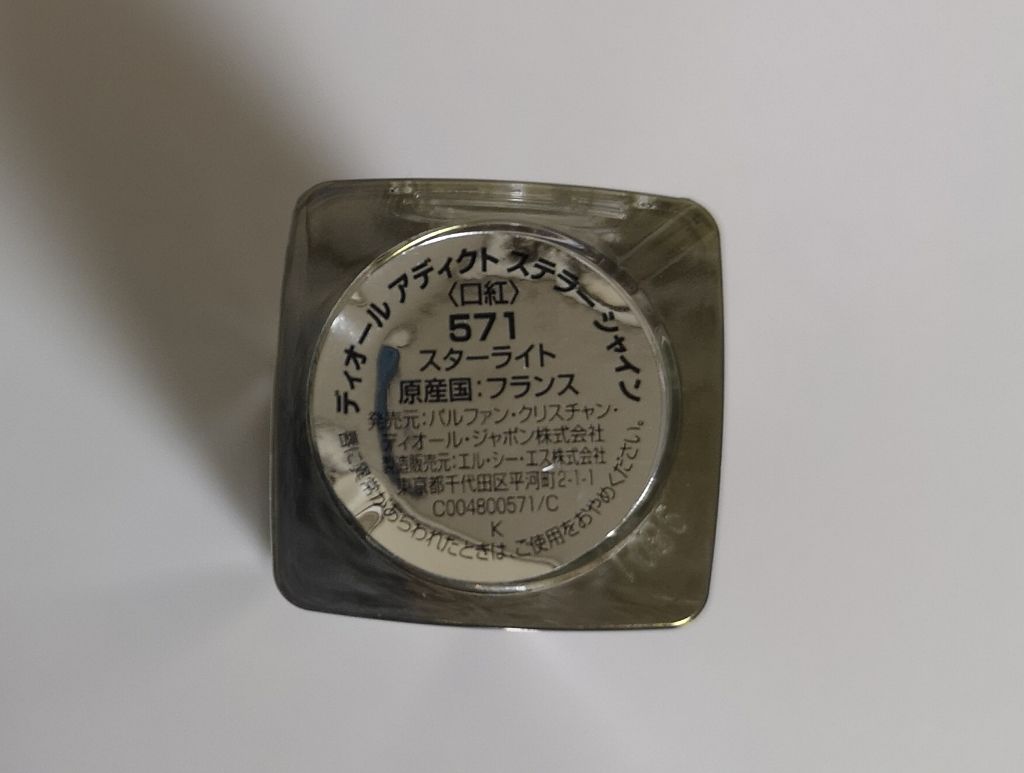 ディオール アディクト ステラーシャイン
〈口紅〉
571
スターライト
原産国:フランス
発売元:パルファン・クリスチャン・
ディオール・ジャポン株式会社
製造販売元:エル・シー・エス株式会社
東京都千代田区平河町2-1-1
C004800571/C
K
唇に異常があらわれたときは、ご使用をおやめください。